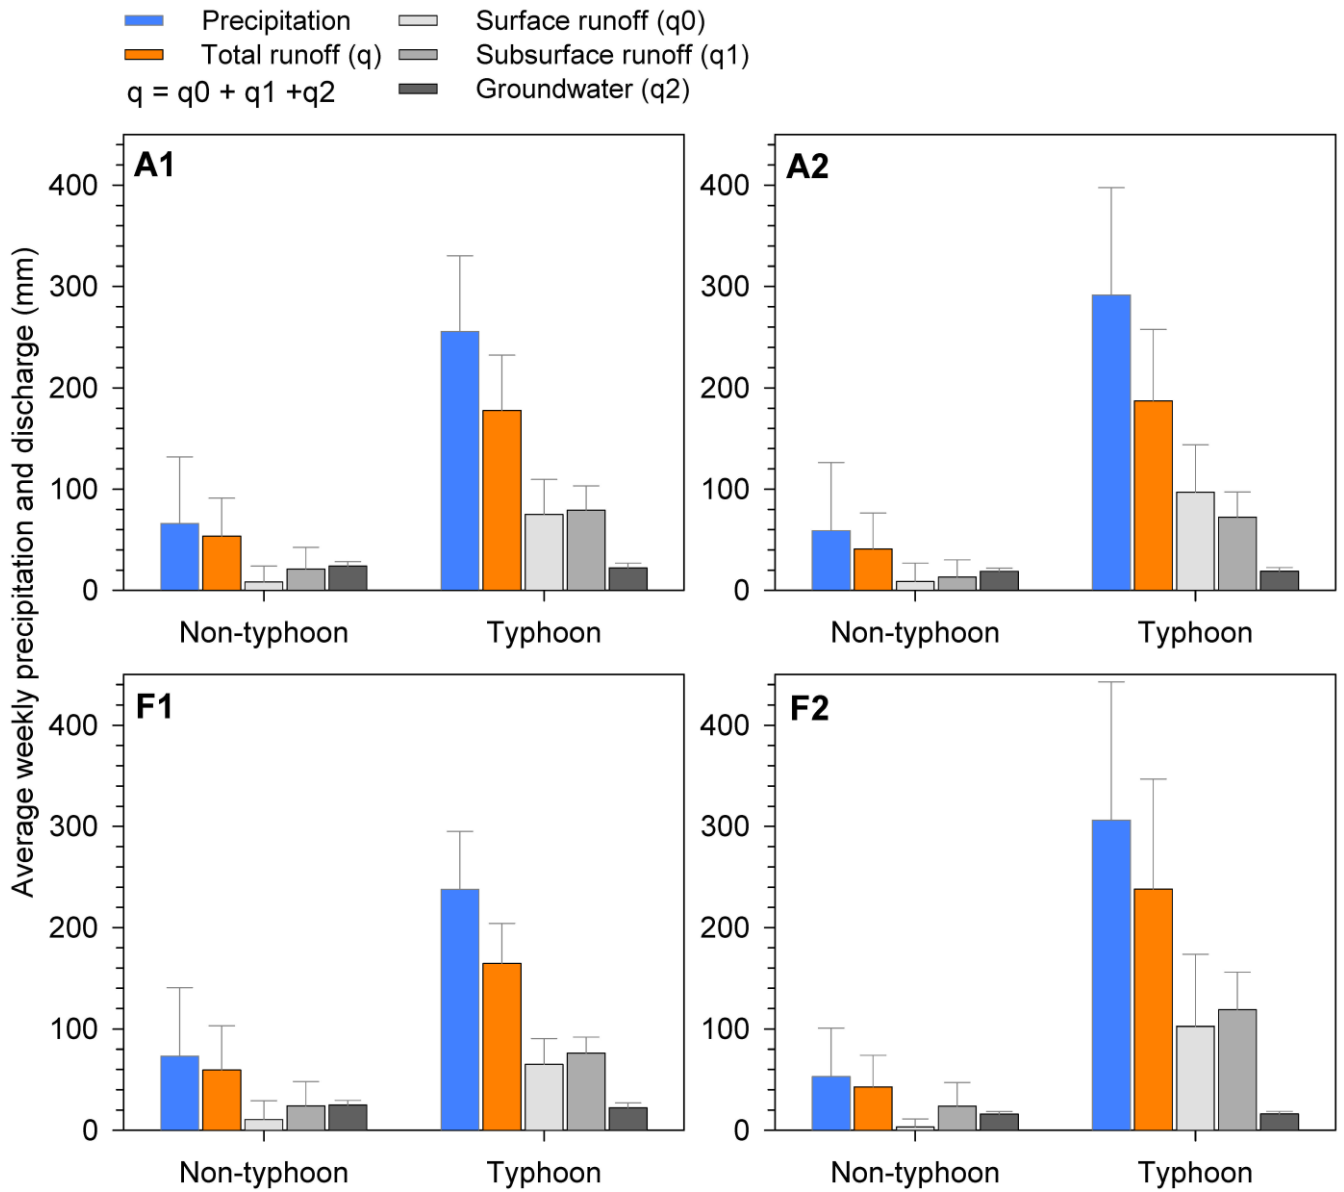 Precipitation
Surface runoff (q0)
Total runoff (q)
Subsurface runoff (q1)
q = q0 + q1 +q2
Groundwater (q2)
Average weekly precipitation and discharge (mm)
A1
400
300
200
100
0
Non-typhoon
Typhoon
A2
400
300
200
100
0
Non-typhoon
Typhoon
F1
400
300
200
100
0
Non-typhoon
Typhoon
F2
400
300
200
100
0
Non-typhoon
Typhoon